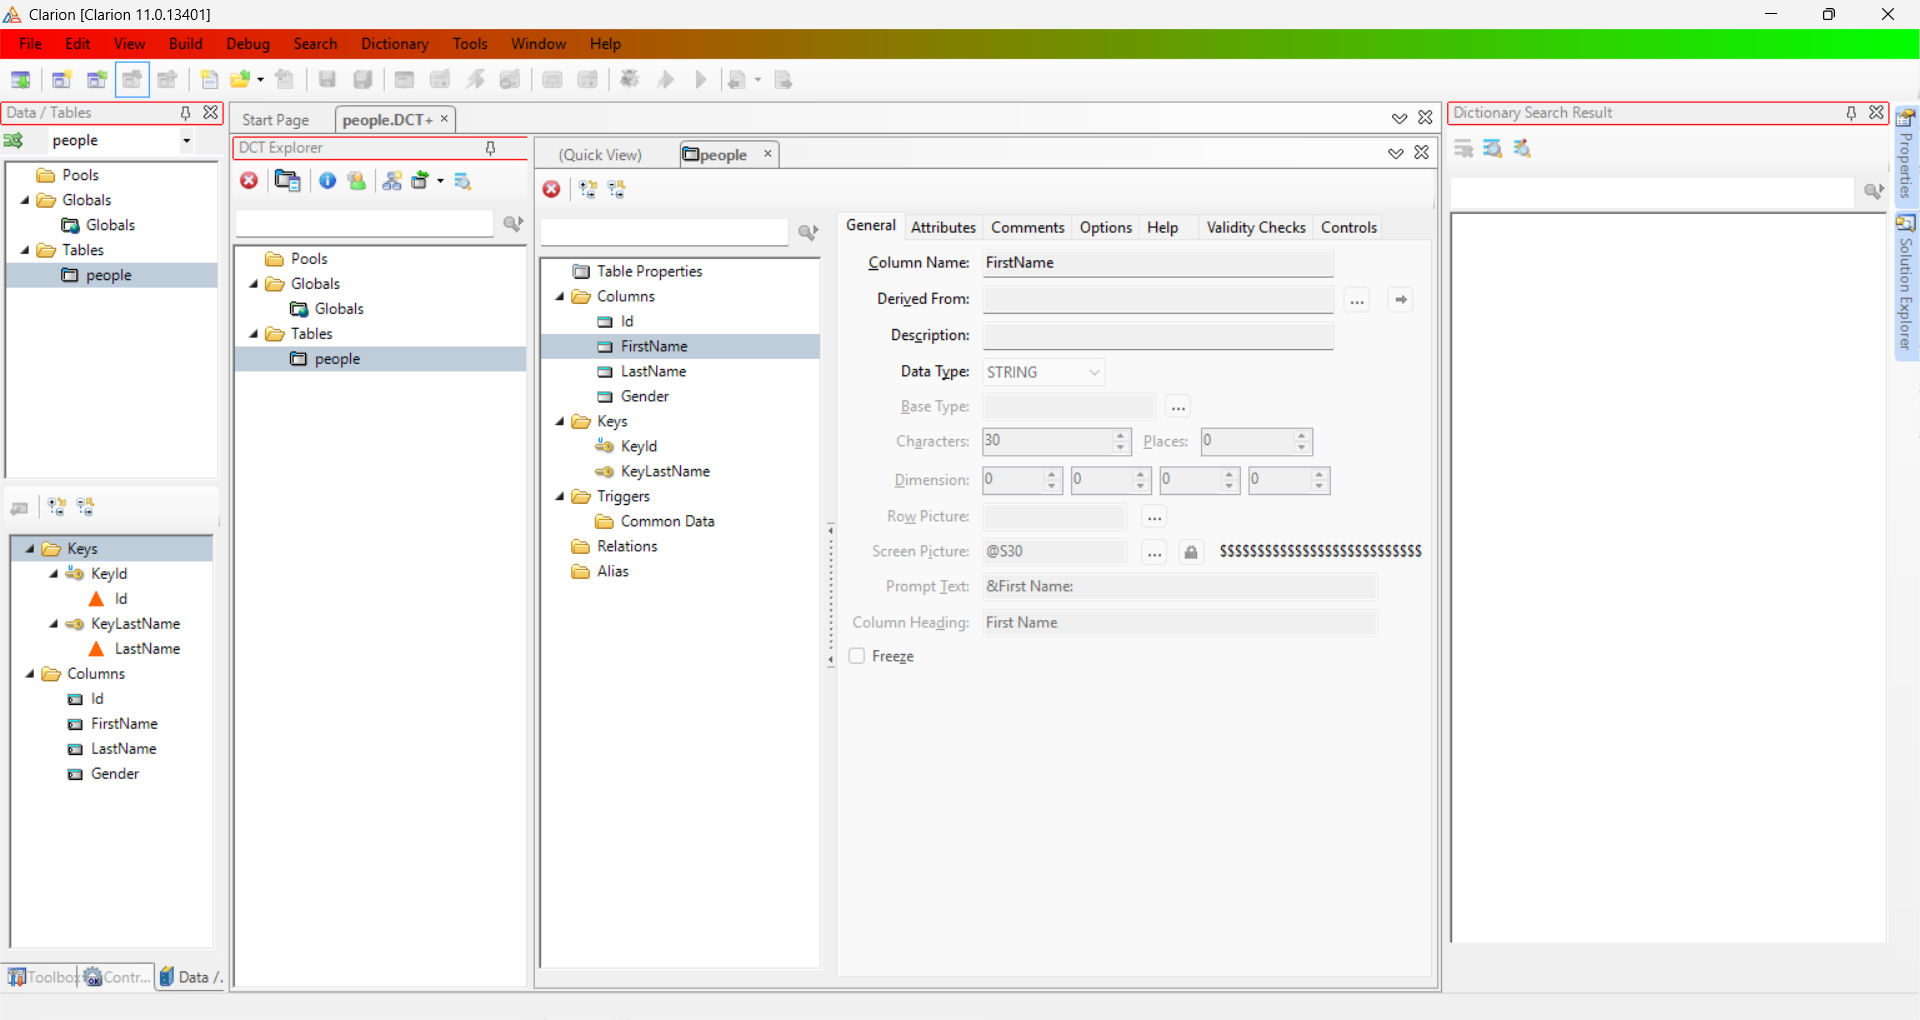 Clarion [Clarion 11.0.13401]
File Edit View Build Debug Search Dictionary Tools Window Help
Data / Tables
people
Pools
Globals
Globals
Tables
people
Keys
KeyId
Id
KeyLastName
LastName
Columns
Id
FirstName
LastName
Gender
Toolbox Contr... Data /.
Start Page people.DCT+
DCT Explorer
Pools
Globals
Globals
Tables
people
(Quick View) people
Table Properties
Columns
Id
FirstName
LastName
Gender
Keys
KeyId
KeyLastName
Triggers
Common Data
Relations
Alias
General Attributes Comments Options Help Validity Checks Controls
Column Name: FirstName
Derived From: ...
Description:
Data Type: STRING
Base Type: ...
Characters: 30 Places: 0
Dimension: 0 0 0 0
Row Picture: ...
Screen Picture: @S30 ... $$$$$$$$$$$$$$$$$$$$$$$$$$$
Prompt Text: &First Name:
Column Heading: First Name
Freeze
Dictionary Search Result
Properties
Solution Explorer